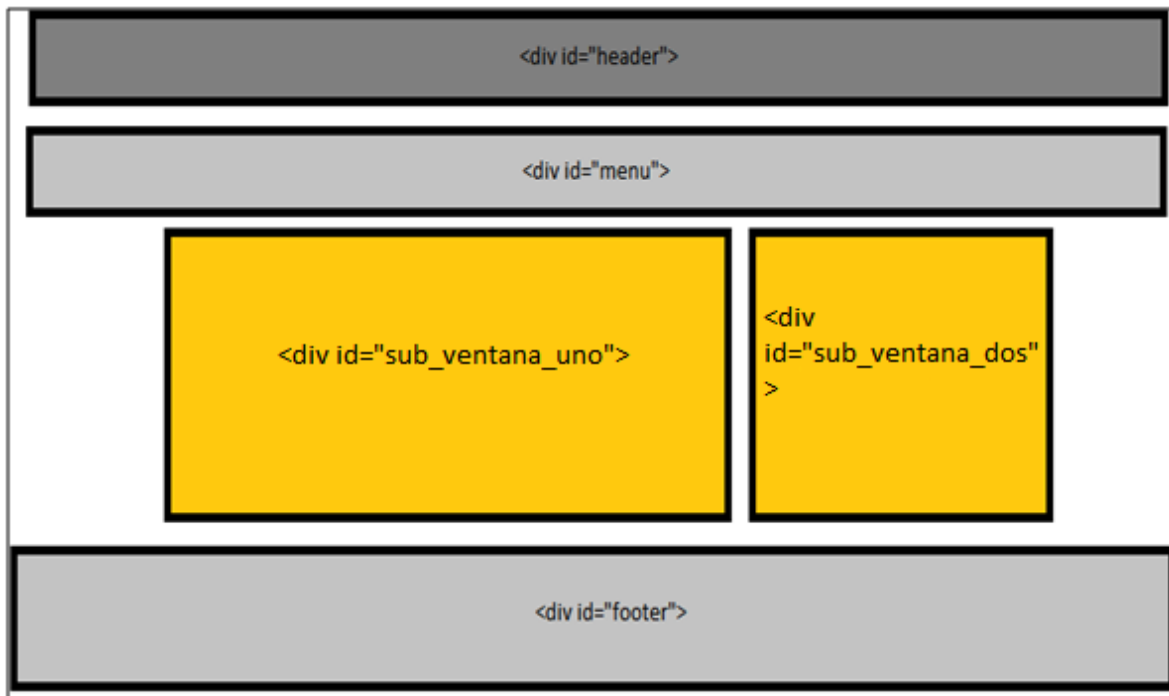 <div id="header">
<div id="menu">
<div id="sub_ventana_uno">
<div
id="sub_ventana_dos"
>
<div id="footer">